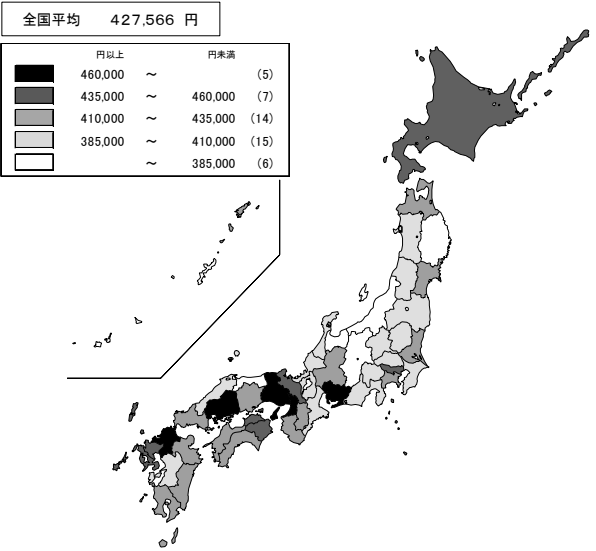 全国平均 427,566 円
円以上 円未満
460,000 ～ (5)
435,000 ～ 460,000 (7)
410,000 ～ 435,000 (14)
385,000 ～ 410,000 (15)
～ 385,000 (6)